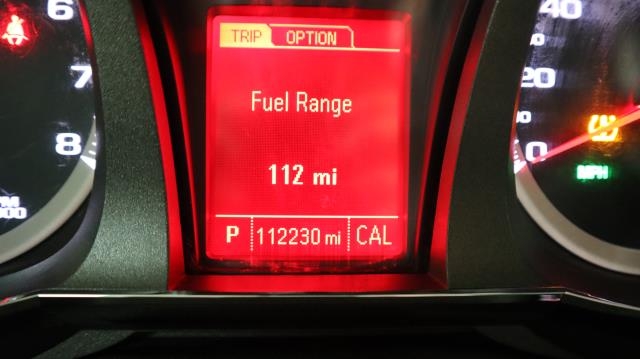 TRIP OPTION
Fuel Range
112 mi
P 112230 mi CAL
6
7
8
40
20
0
MPH